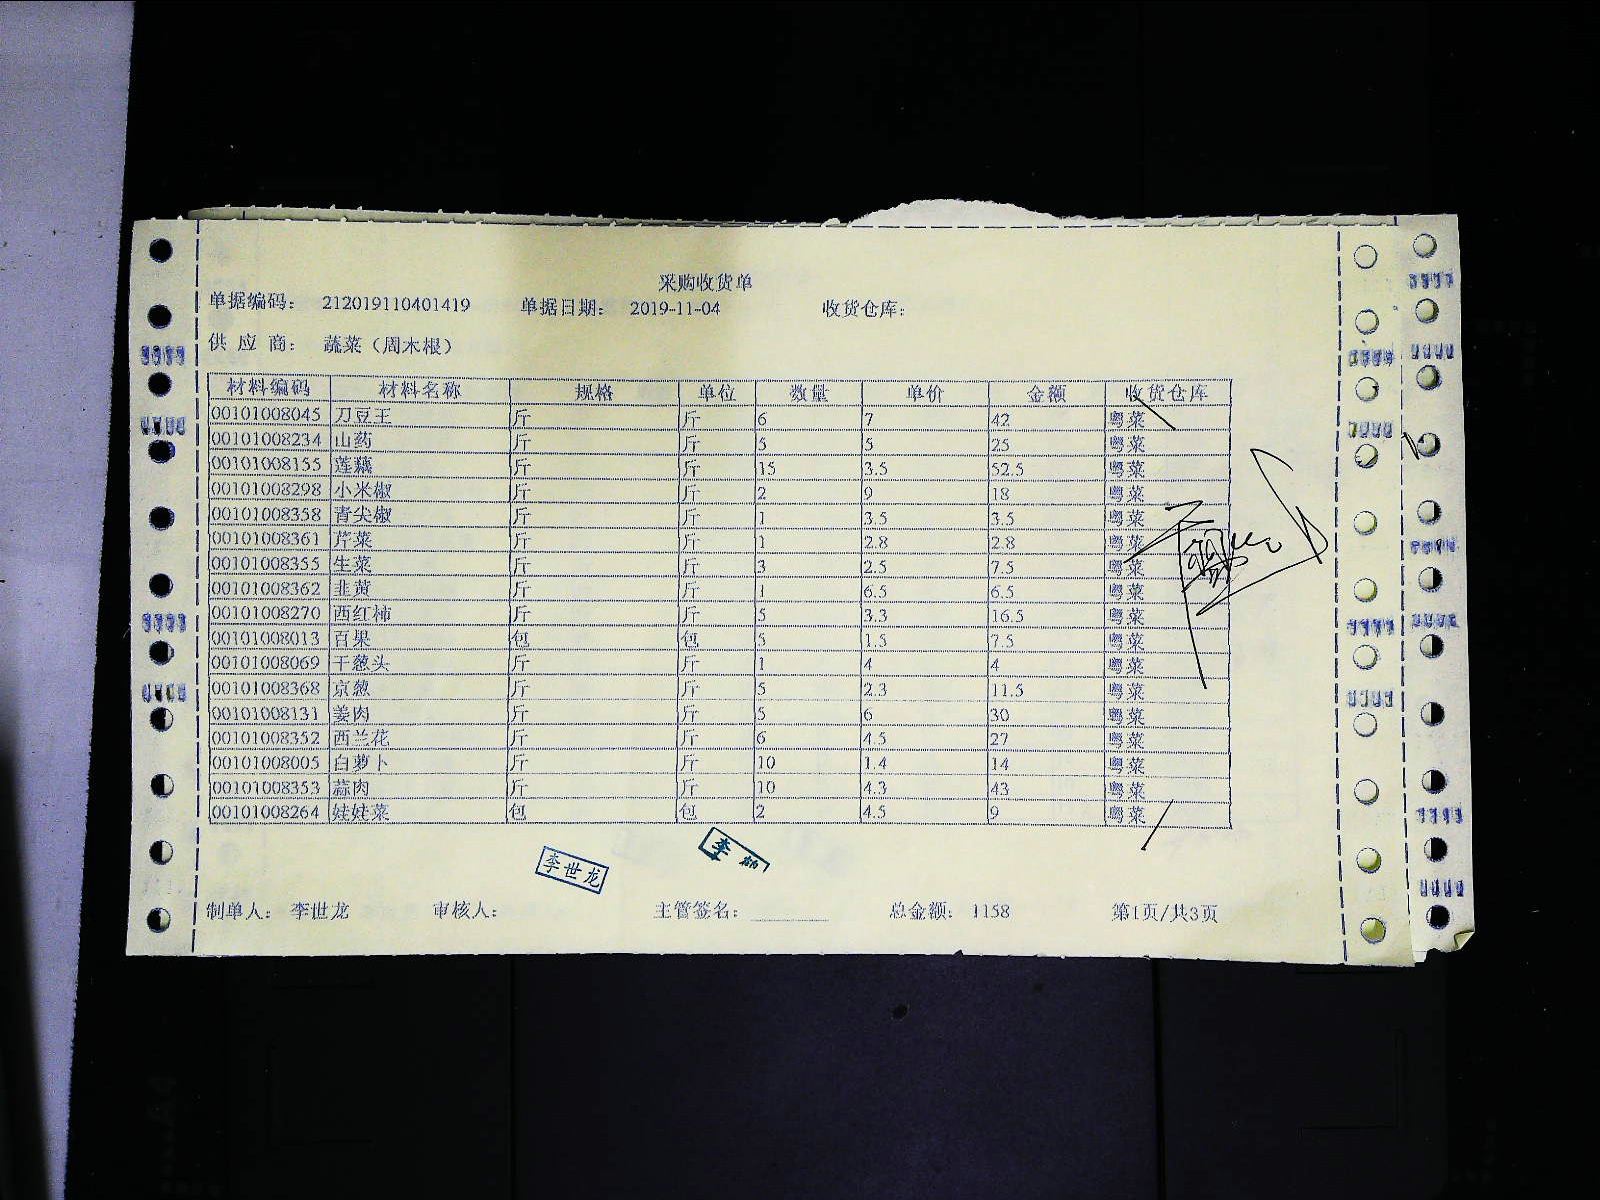 采购收货单
单据编码： 212019110401419 单据日期： 2019-11-04 收货仓库：
供 应 商： 蔬菜（周木根）
材料编码 材料名称 规格 单位 数量 单价 金额 收货仓库
00101008045 刀豆王 斤 斤 6 7 42 粤菜
00101008234 山药 斤 斤 5 5 25 粤菜
00101008155 莲藕 斤 斤 15 3.5 52.5 粤菜
00101008298 小米椒 斤 斤 2 9 18 粤菜
00101008358 青尖椒 斤 斤 1 3.5 3.5 粤菜
00101008361 芹菜 斤 斤 1 2.8 2.8 粤菜
00101008355 生菜 斤 斤 3 2.5 7.5 粤菜
00101008362 韭黄 斤 斤 1 6.5 6.5 粤菜
00101008270 西红柿 斤 斤 5 3.3 16.5 粤菜
00101008013 百果 包 包 5 1.5 7.5 粤菜
00101008069 干葱头 斤 斤 1 4 4 粤菜
00101008368 京葱 斤 斤 5 2.3 11.5 粤菜
00101008131 姜肉 斤 斤 5 6 30 粤菜
00101008352 西兰花 斤 斤 6 4.5 27 粤菜
00101008005 白萝卜 斤 斤 10 1.4 14 粤菜
00101008353 蒜肉 斤 斤 10 4.3 43 粤菜
00101008264 娃娃菜 包 包 2 4.5 9 粤菜
李世龙 李
制单人： 李世龙 审核人： 主管签名： 总金额： 1158 第1页/共3页